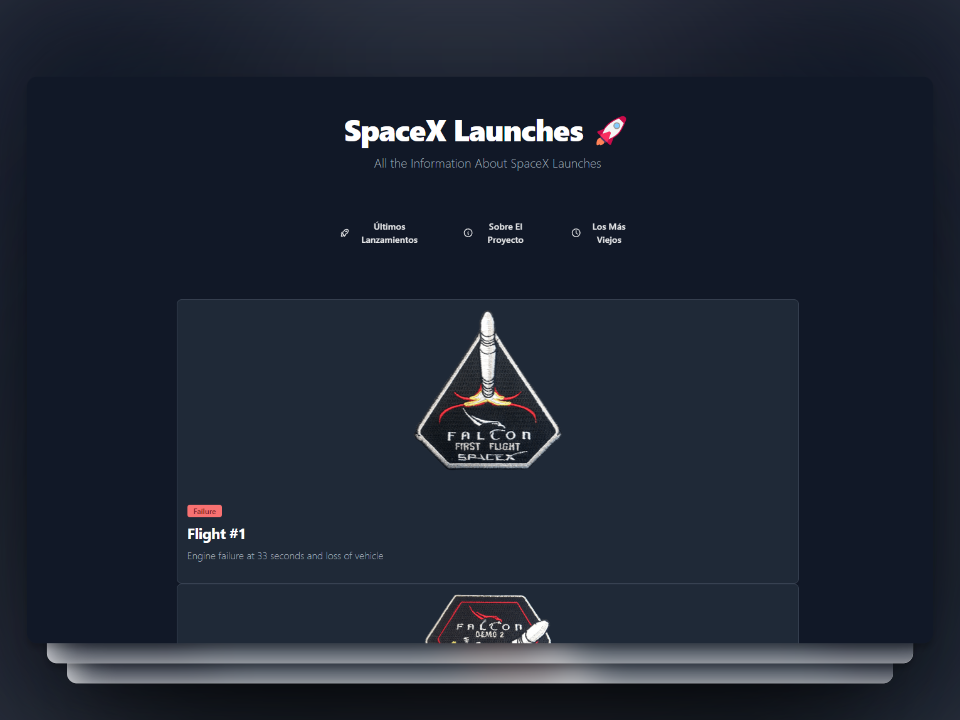 SpaceX Launches
All the Information About SpaceX Launches
Últimos
Lanzamientos
Sobre El
Proyecto
Los Más
Viejos
FALCON
FIRST FLIGHT
SPACEX
Failure
Flight #1
Engine failure at 33 seconds and loss of vehicle
FALCON
DEMO 2